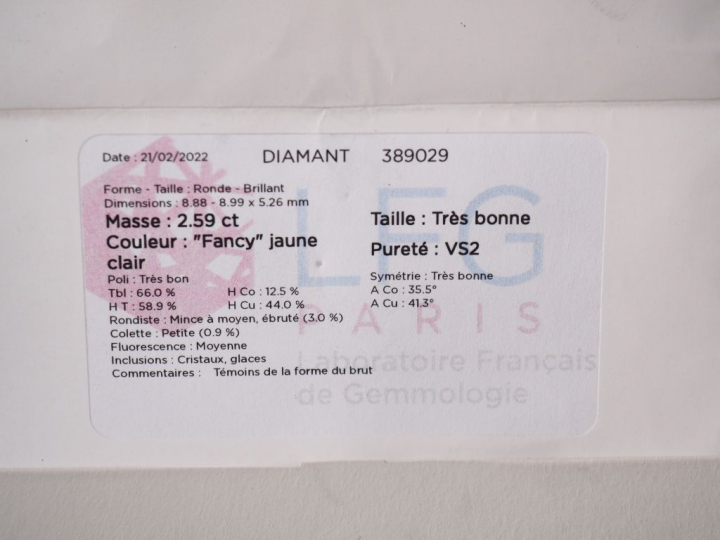 Date : 21/02/2022 DIAMANT 389029
Forme - Taille : Ronde - Brillant
Dimensions : 8.88 - 8.99 x 5.26 mm
Masse : 2.59 ct Taille : Très bonne
Couleur : "Fancy" jaune clair Pureté : VS2
Poli : Très bon Symétrie : Très bonne
Tbl : 66.0 % H Co : 12.5 % A Co : 35.5°
H T : 58.9 % H Cu : 44.0 % A Cu : 41.3°
Rondiste : Mince à moyen, ébruté (3.0 %)
Colette : Petite (0.9 %)
Fluorescence : Moyenne
Inclusions : Cristaux, glaces
Commentaires : Témoins de la forme du brut
LFG
PARIS
Laboratoire Français
de Gemmologie